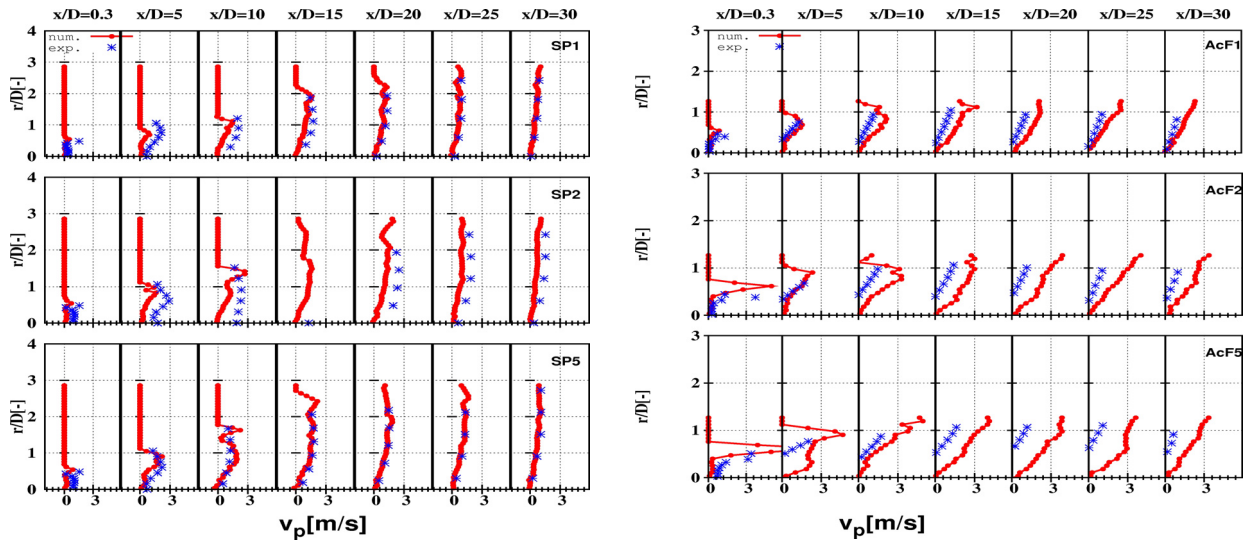 x/D=0.3 x/D=5 x/D=10 x/D=15 x/D=20 x/D=25 x/D=30
4 num. exp. SP1
3
2
1
0
r/D[-]
4 SP2
3
2
1
0
r/D[-]
4 SP5
3
2
1
0
r/D[-]
0 3 0 3 0 3 0 3 0 3 0 3 0 3
v_p[m/s]
x/D=0.3 x/D=5 x/D=10 x/D=15 x/D=20 x/D=25 x/D=30
3 num. exp. AcF1
2
1
0
r/D[-]
3 AcF2
2
1
0
r/D[-]
3 AcF5
2
1
0
r/D[-]
0 3 0 3 0 3 0 3 0 3 0 3 0 3
v_p[m/s]